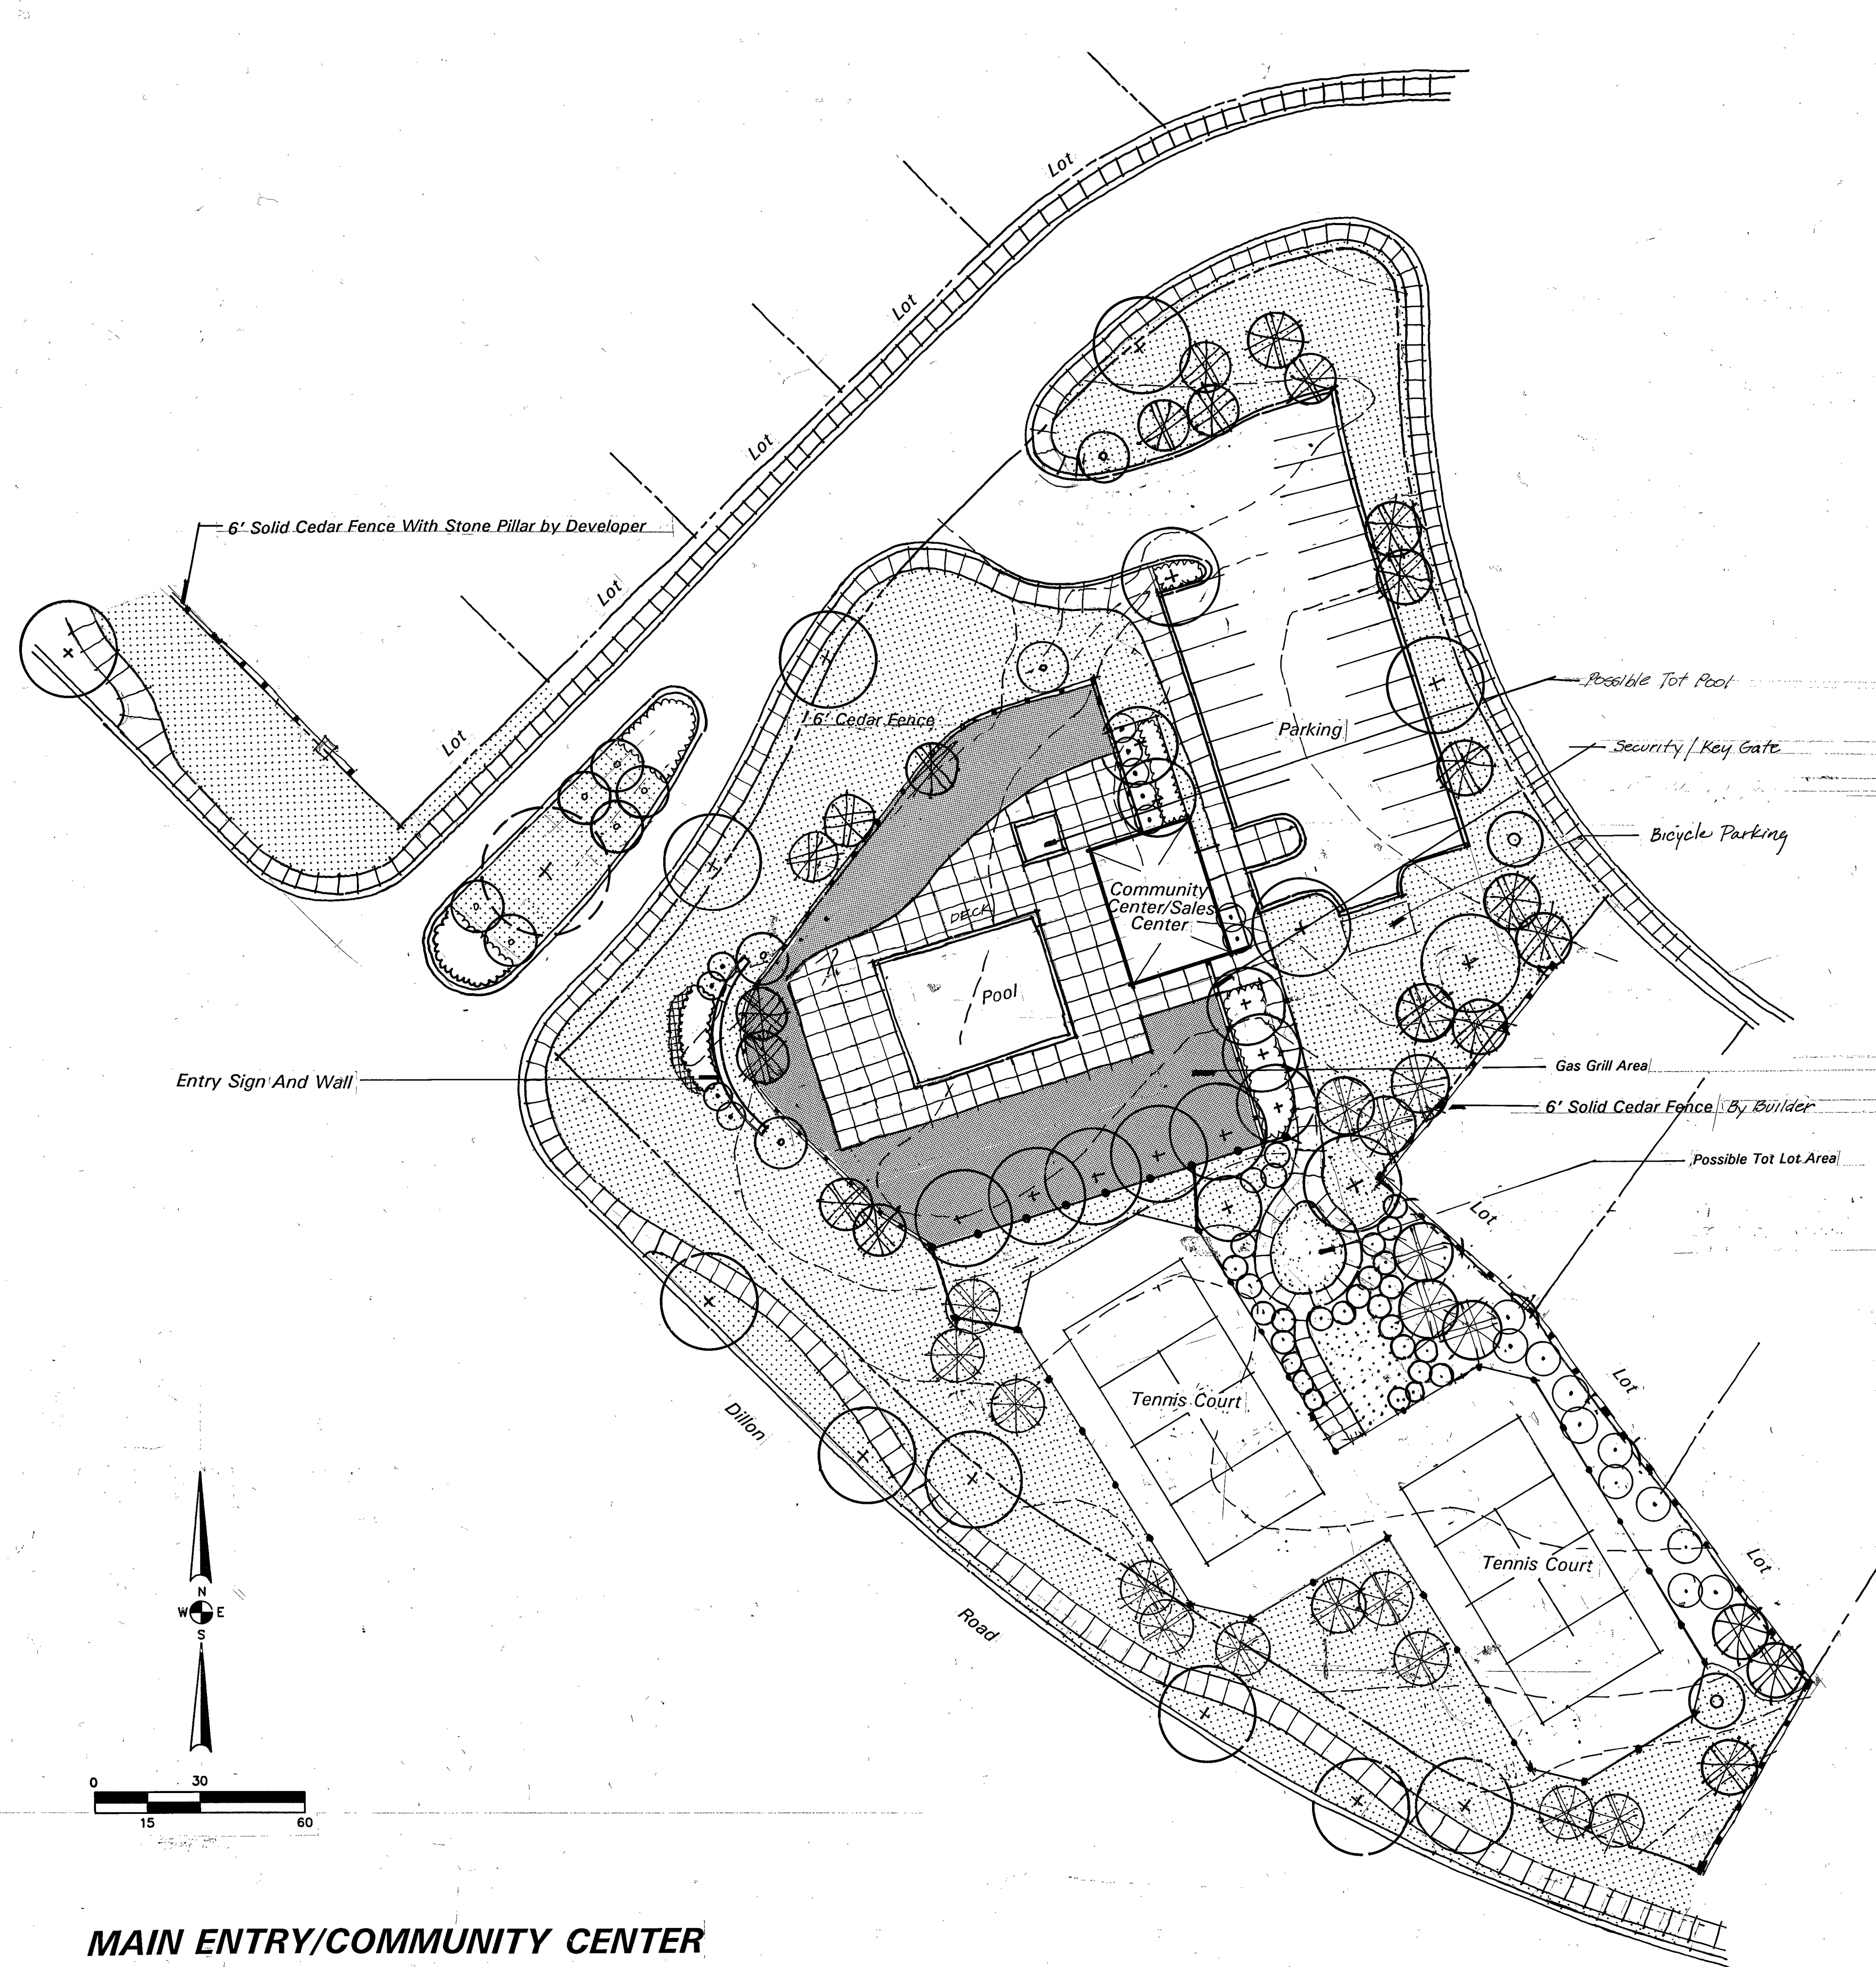 Lot
Lot
Lot
6' Solid Cedar Fence With Stone Pillar by Developer
Lot
Possible Tot Pool
6' Cedar Fence
Parking
Lot
Security/Key Gate
Bicycle Parking
Community
Center/Sales
Center
DECK
Pool
Entry Sign And Wall
Gas Grill Area
6' Solid Cedar Fence By Builder
Possible Tot Lot Area
Lot
Lot
Tennis Court
Dillon
Tennis Court
Lot
Road
N
W E
S
0 30
15 60
MAIN ENTRY/COMMUNITY CENTER